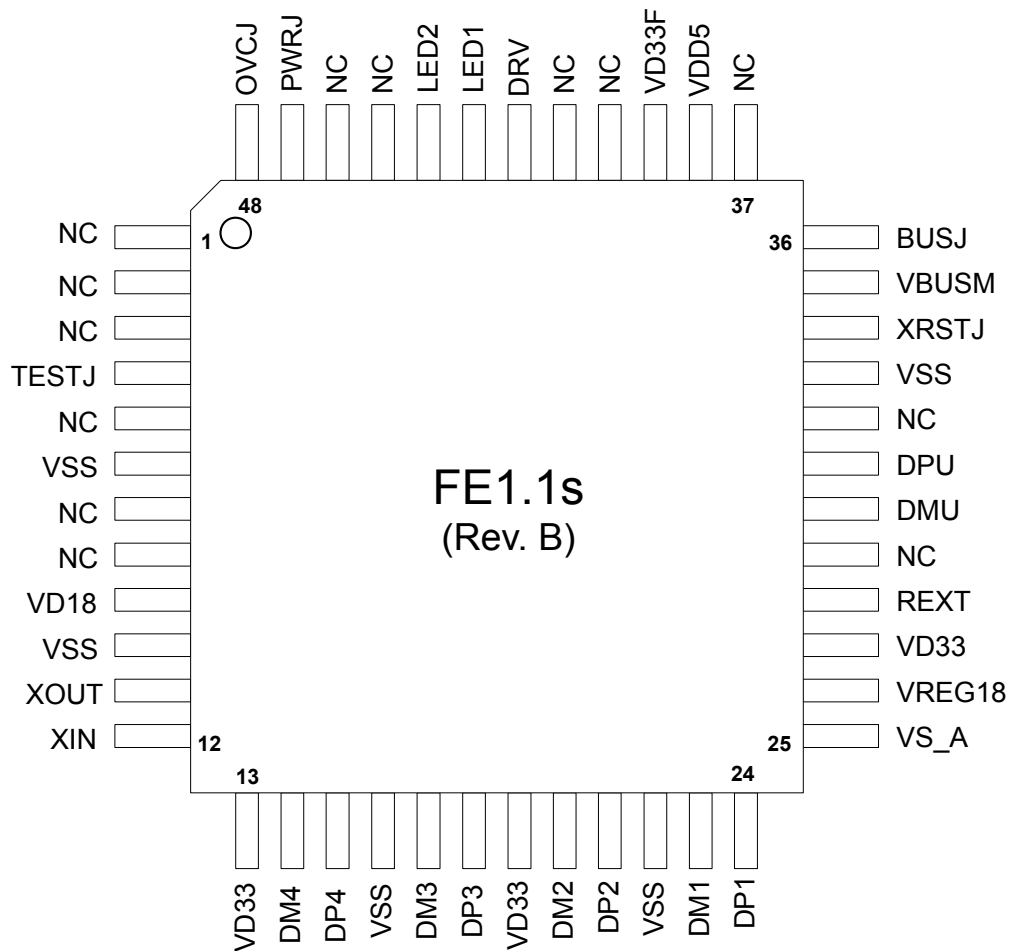 OVCJ
PWRJ
NC
NC
LED2
LED1
DRV
NC
NC
VD33F
VDD5
NC
48
37
NC
1
36
BUSJ
NC
VBUSM
NC
XRSTJ
TESTJ
VSS
NC
NC
VSS
DPU
FE1.1s
NC
DMU
(Rev. B)
NC
NC
VD18
REXT
VSS
VD33
XOUT
VREG18
XIN
12
25
VS_A
13
24
VD33
DM4
DP4
VSS
DM3
DP3
VD33
DM2
DP2
VSS
DM1
DP1